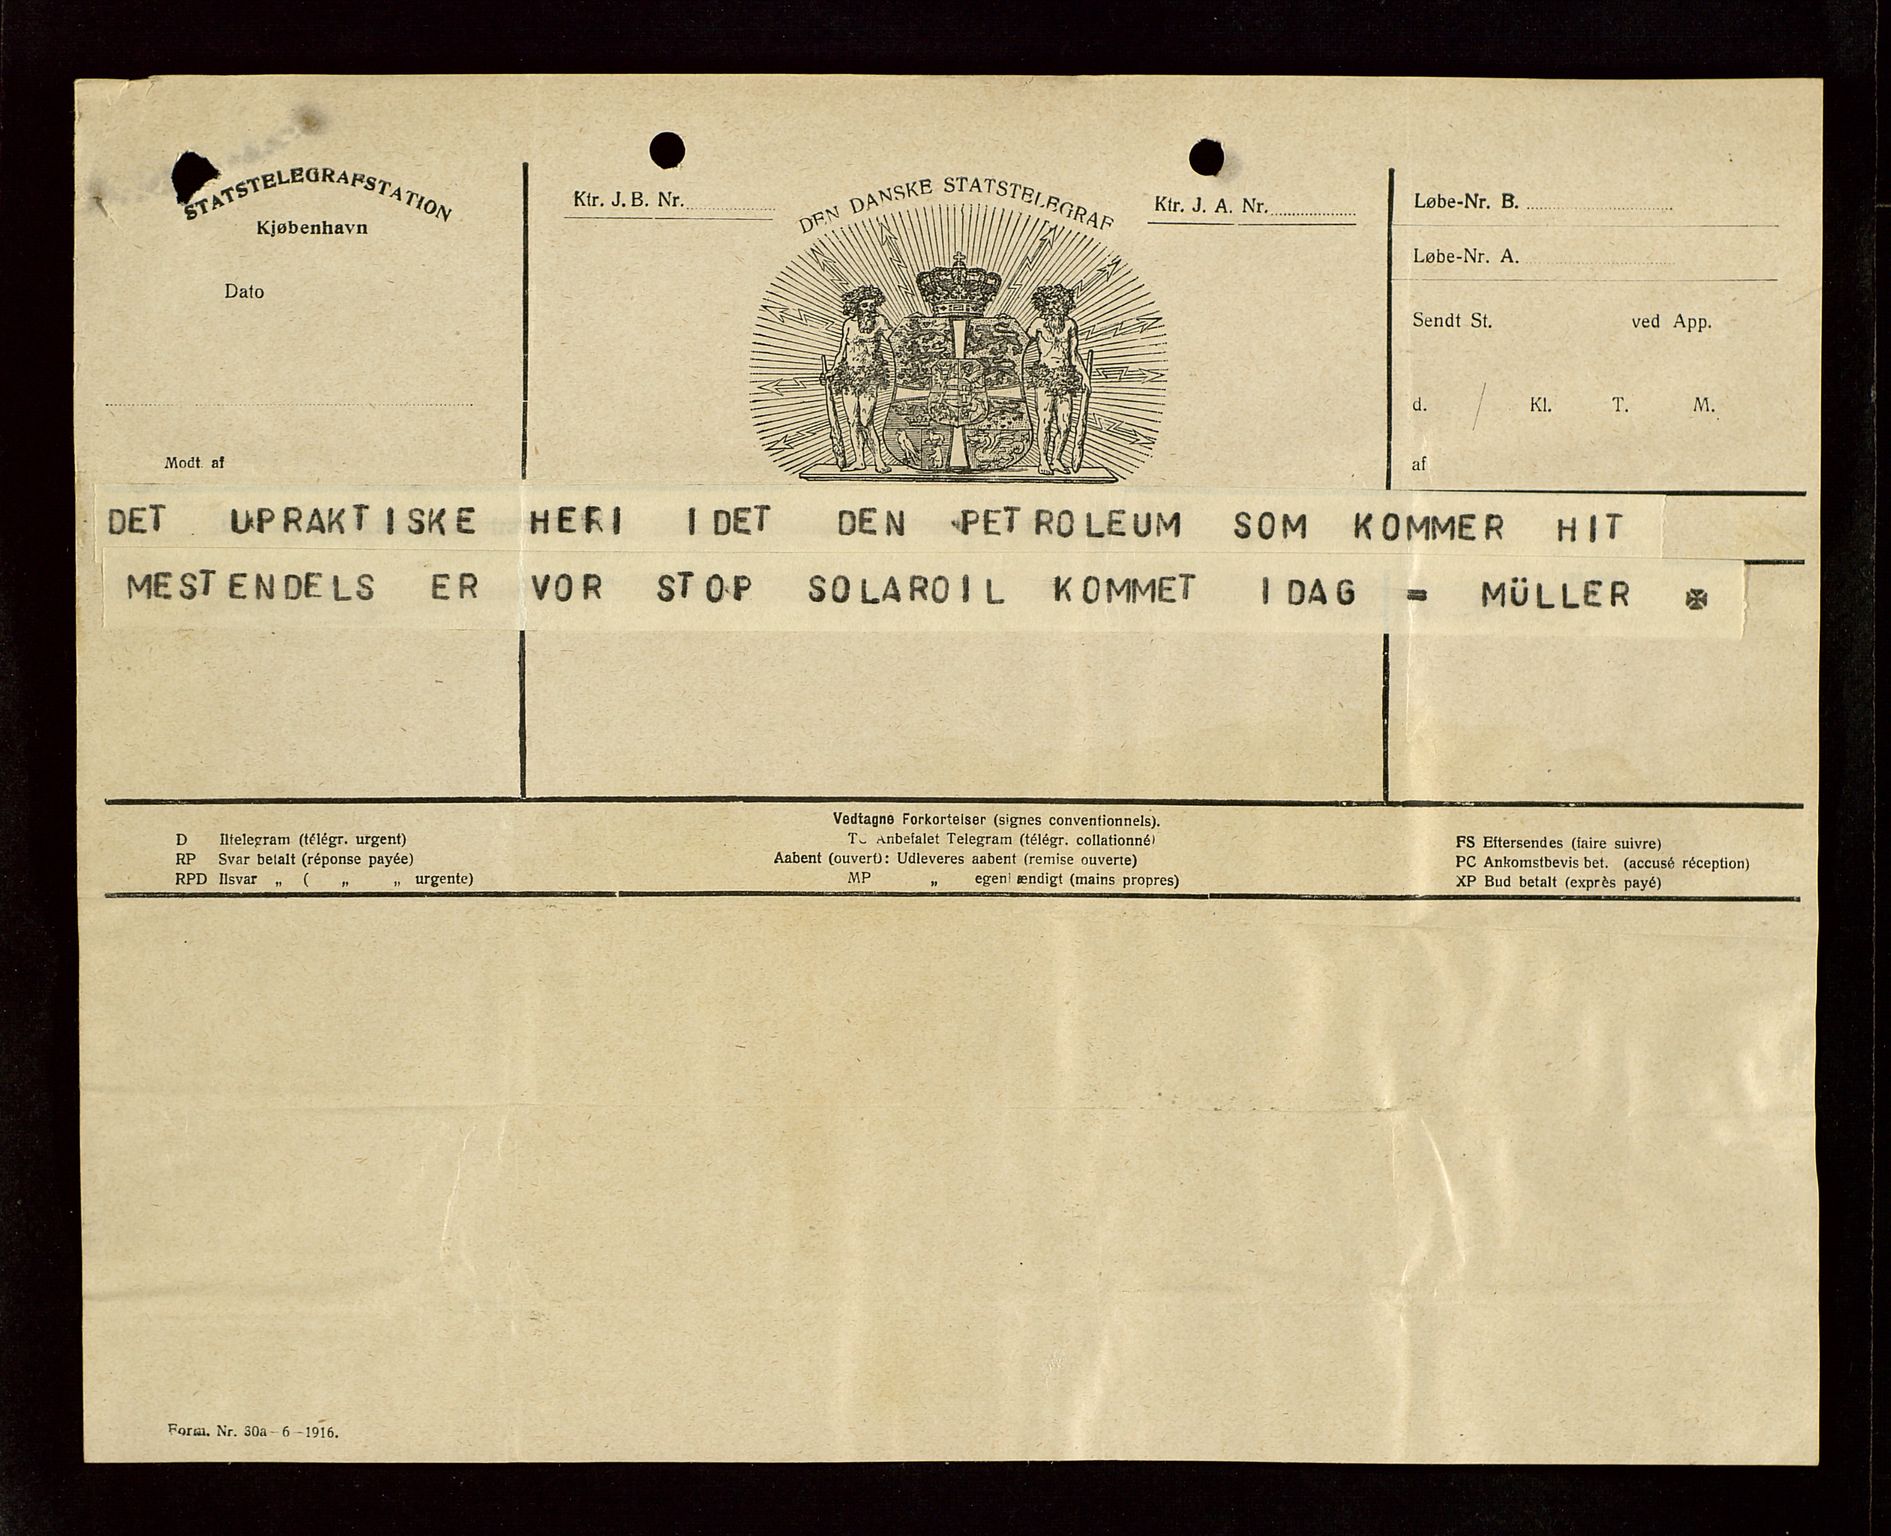 STATSTELEGRAFSTATION
Kjøbenhavn
Dato
Modt. af
Ktr. J. B. Nr.
DEN DANSKE STATSTELEGRAF
Ktr. J. A. Nr.
Løbe-Nr. B.
Løbe-Nr. A.
Sendt St. ved App.
d. / Kl. T. M.
af
DET UPRAKTISKE HERI IDET DEN PETROLEUM SOM KOMMER HIT
MESTENDELS ER VOR STOP SOLAROIL KOMMET IDAG = MÜLLER ✠
Vedtagne Forkortelser (signes conventionnels).
D Iltelegram (télégr. urgent)
RP Svar betalt (réponse payée)
RPD Ilsvar „ ( „ „ urgente)
Anbefalet Telegram (télégr. collationné)
Aabent (ouvert): Udleveres aabent (remise ouverte)
MP „ egenhændigt (mains propres)
FS Eftersendes (faire suivre)
PC Ankomstbevis bet. (accusé réception)
XP Bud betalt (exprès payé)
Form. Nr. 30a-6-1916.